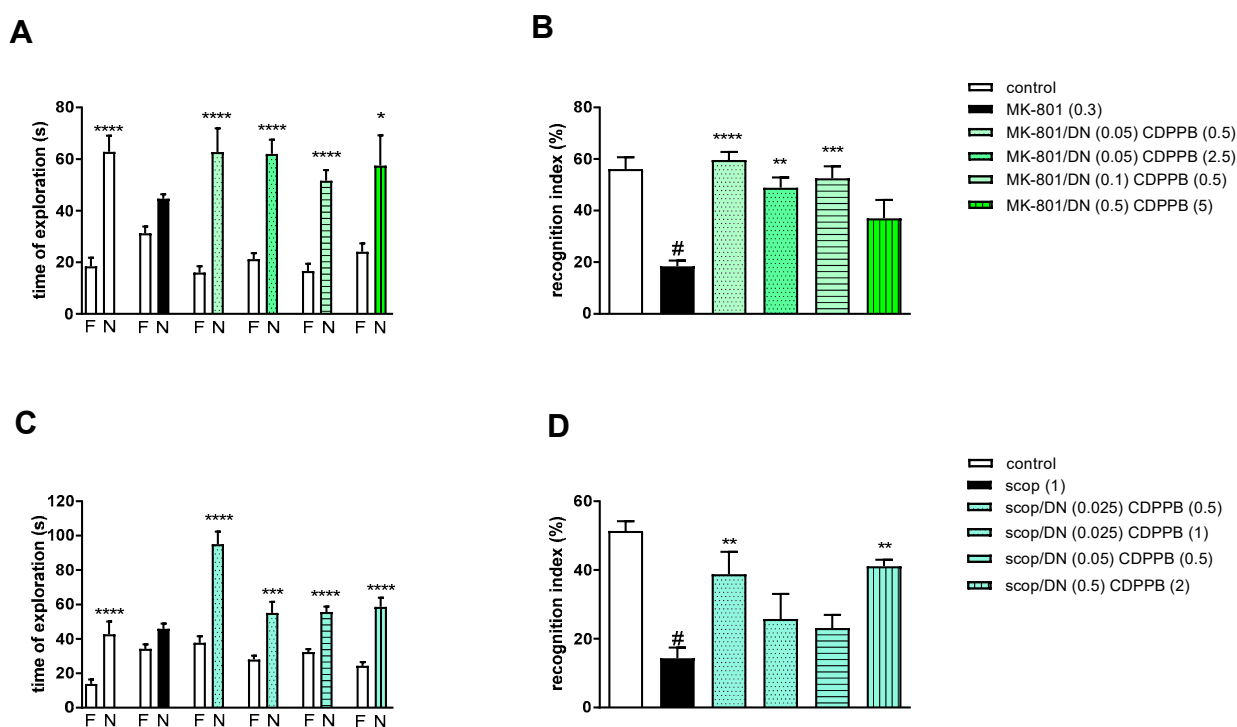 A
time of exploration (s)
80
60
40
20
0
****
****
****
****
*
F N F N F N F N F N F N
B
recognition index (%)
80
60
40
20
0
#
****
**
***
control
MK-801 (0.3)
MK-801/DN (0.05) CDPPB (0.5)
MK-801/DN (0.05) CDPPB (2.5)
MK-801/DN (0.1) CDPPB (0.5)
MK-801/DN (0.5) CDPPB (5)
C
time of exploration (s)
120
100
80
60
40
20
0
****
****
***
****
****
F N F N F N F N F N F N
D
recognition index (%)
60
40
20
0
#
**
**
control
scop (1)
scop/DN (0.025) CDPPB (0.5)
scop/DN (0.025) CDPPB (1)
scop/DN (0.05) CDPPB (0.5)
scop/DN (0.5) CDPPB (2)